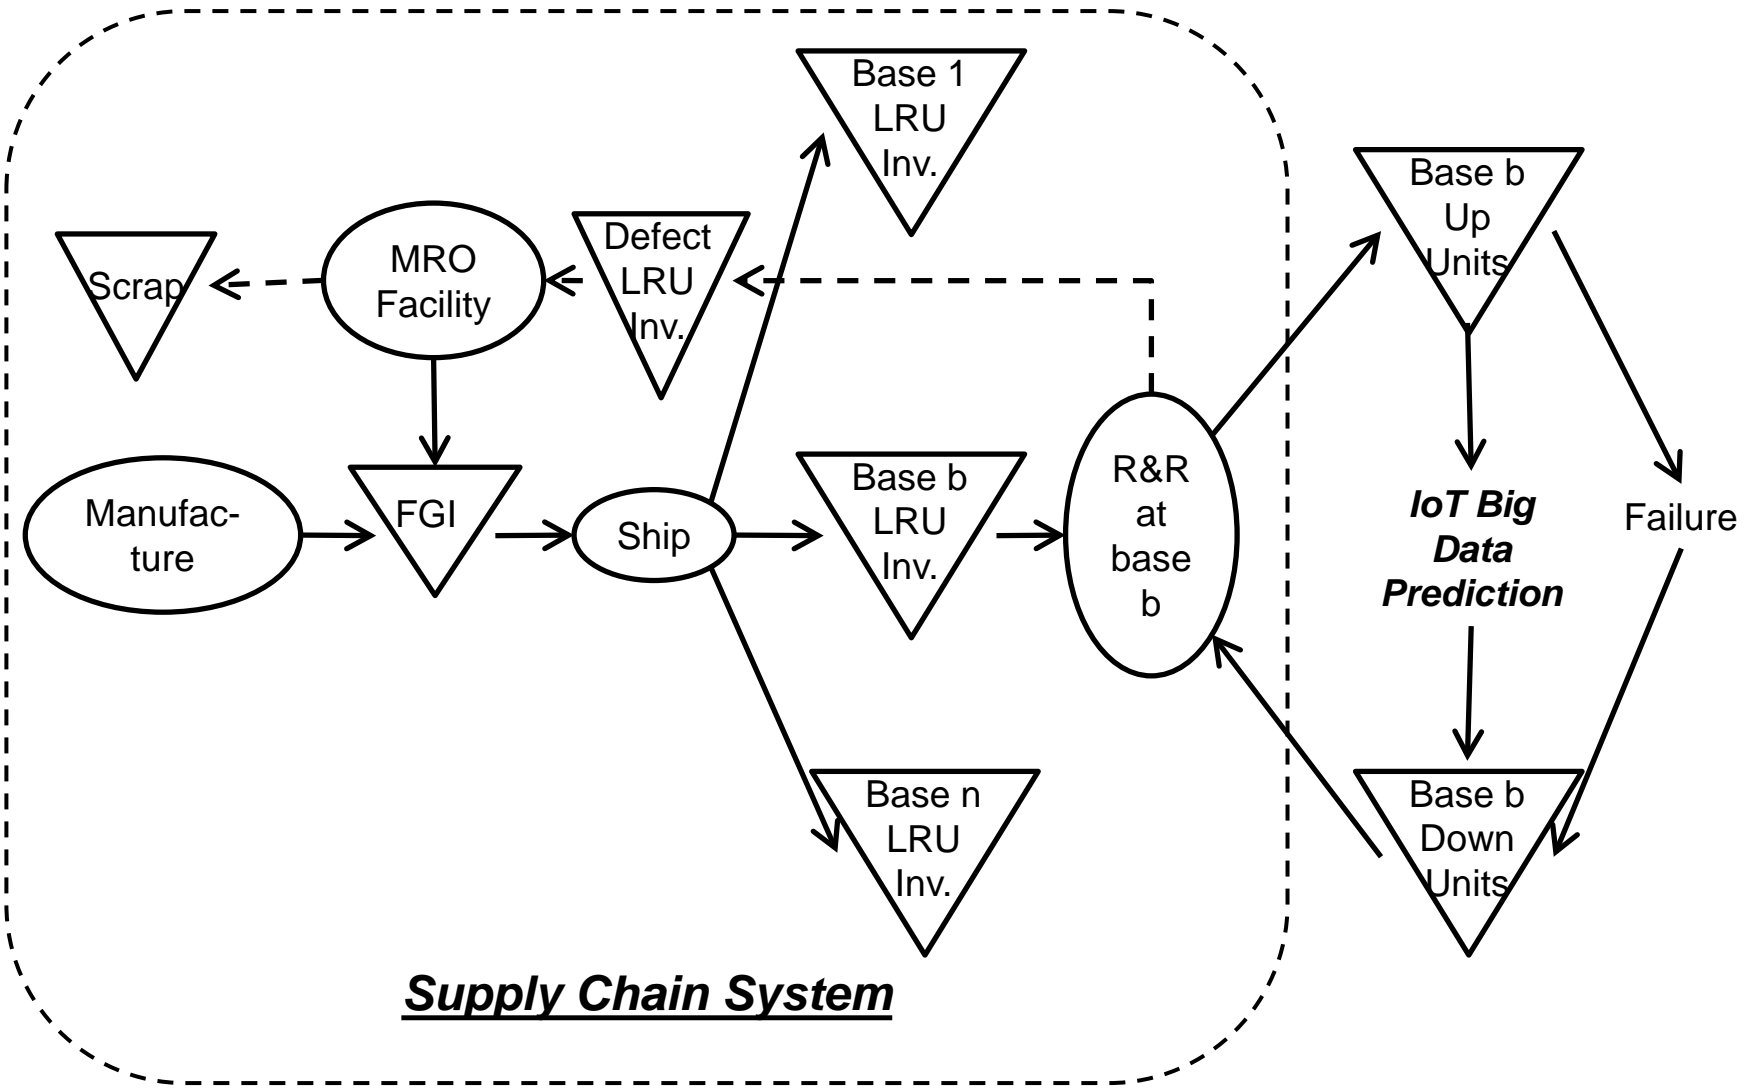 Base 1
LRU
Inv.
Base b
Up
Units
Scrap
MRO
Facility
Defect
LRU
Inv.
Manufac-
ture
FGI
Ship
Base b
LRU
Inv.
R&R
at
base
b
IoT Big
Data
Prediction
Failure
Base n
LRU
Inv.
Base b
Down
Units
Supply Chain System